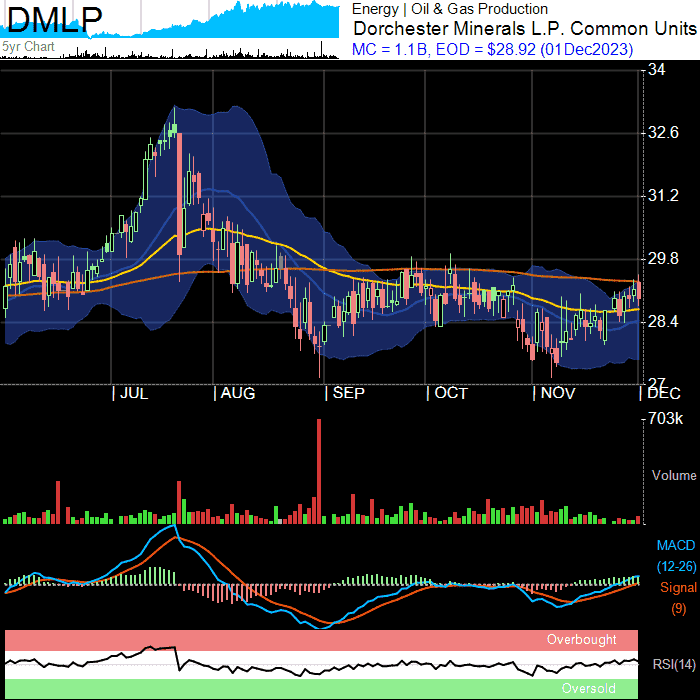 DMLP
5yr Chart
Energy | Oil & Gas Production
Dorchester Minerals L.P. Common Units
MC = 1.1B, EOD = $28.92 (01Dec2023)
34
32.6
31.2
29.8
28.4
27
| JUL | AUG | SEP | OCT | NOV | DEC
703k
Volume
MACD
(12-26)
Signal
(9)
Overbought
RSI(14)
Oversold